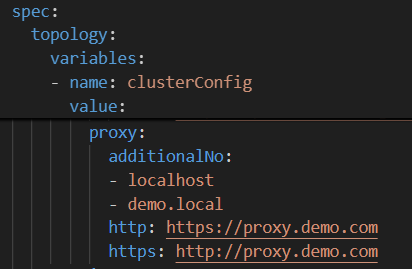 spec:
topology:
variables:
- name: clusterConfig
value:
proxy:
additionalNo:
- localhost
- demo.local
http: https://proxy.demo.com
https: http://proxy.demo.com